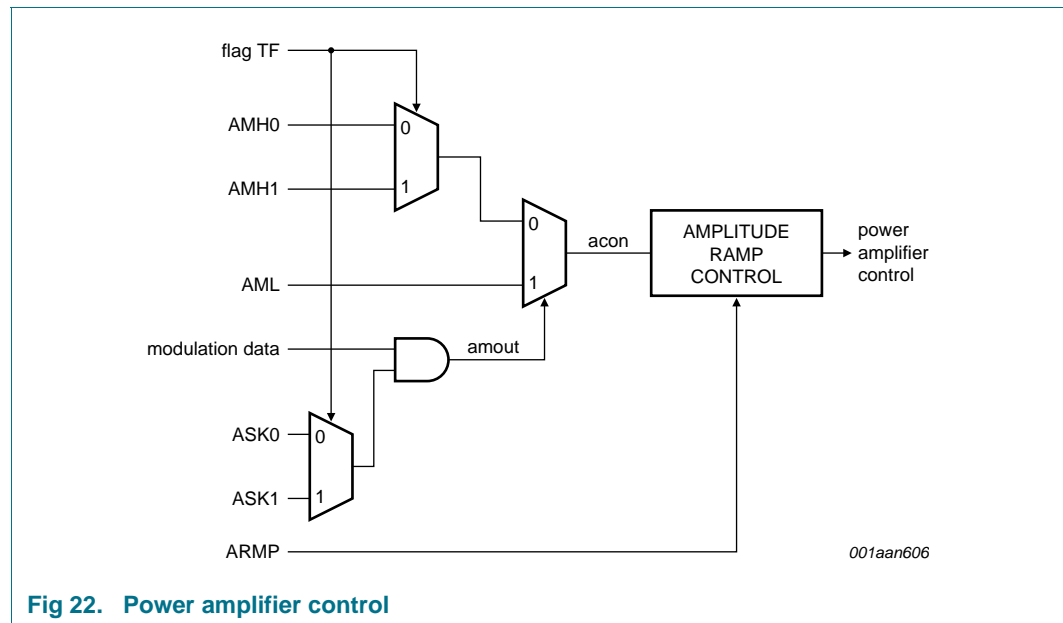 flag TF
AMH0
0
AMH1
1
0
AML
1
acon
AMPLITUDE
RAMP
CONTROL
power
amplifier
control
modulation data
amout
ASK0
0
ASK1
1
ARMP
001aan606
Fig 22. Power amplifier control